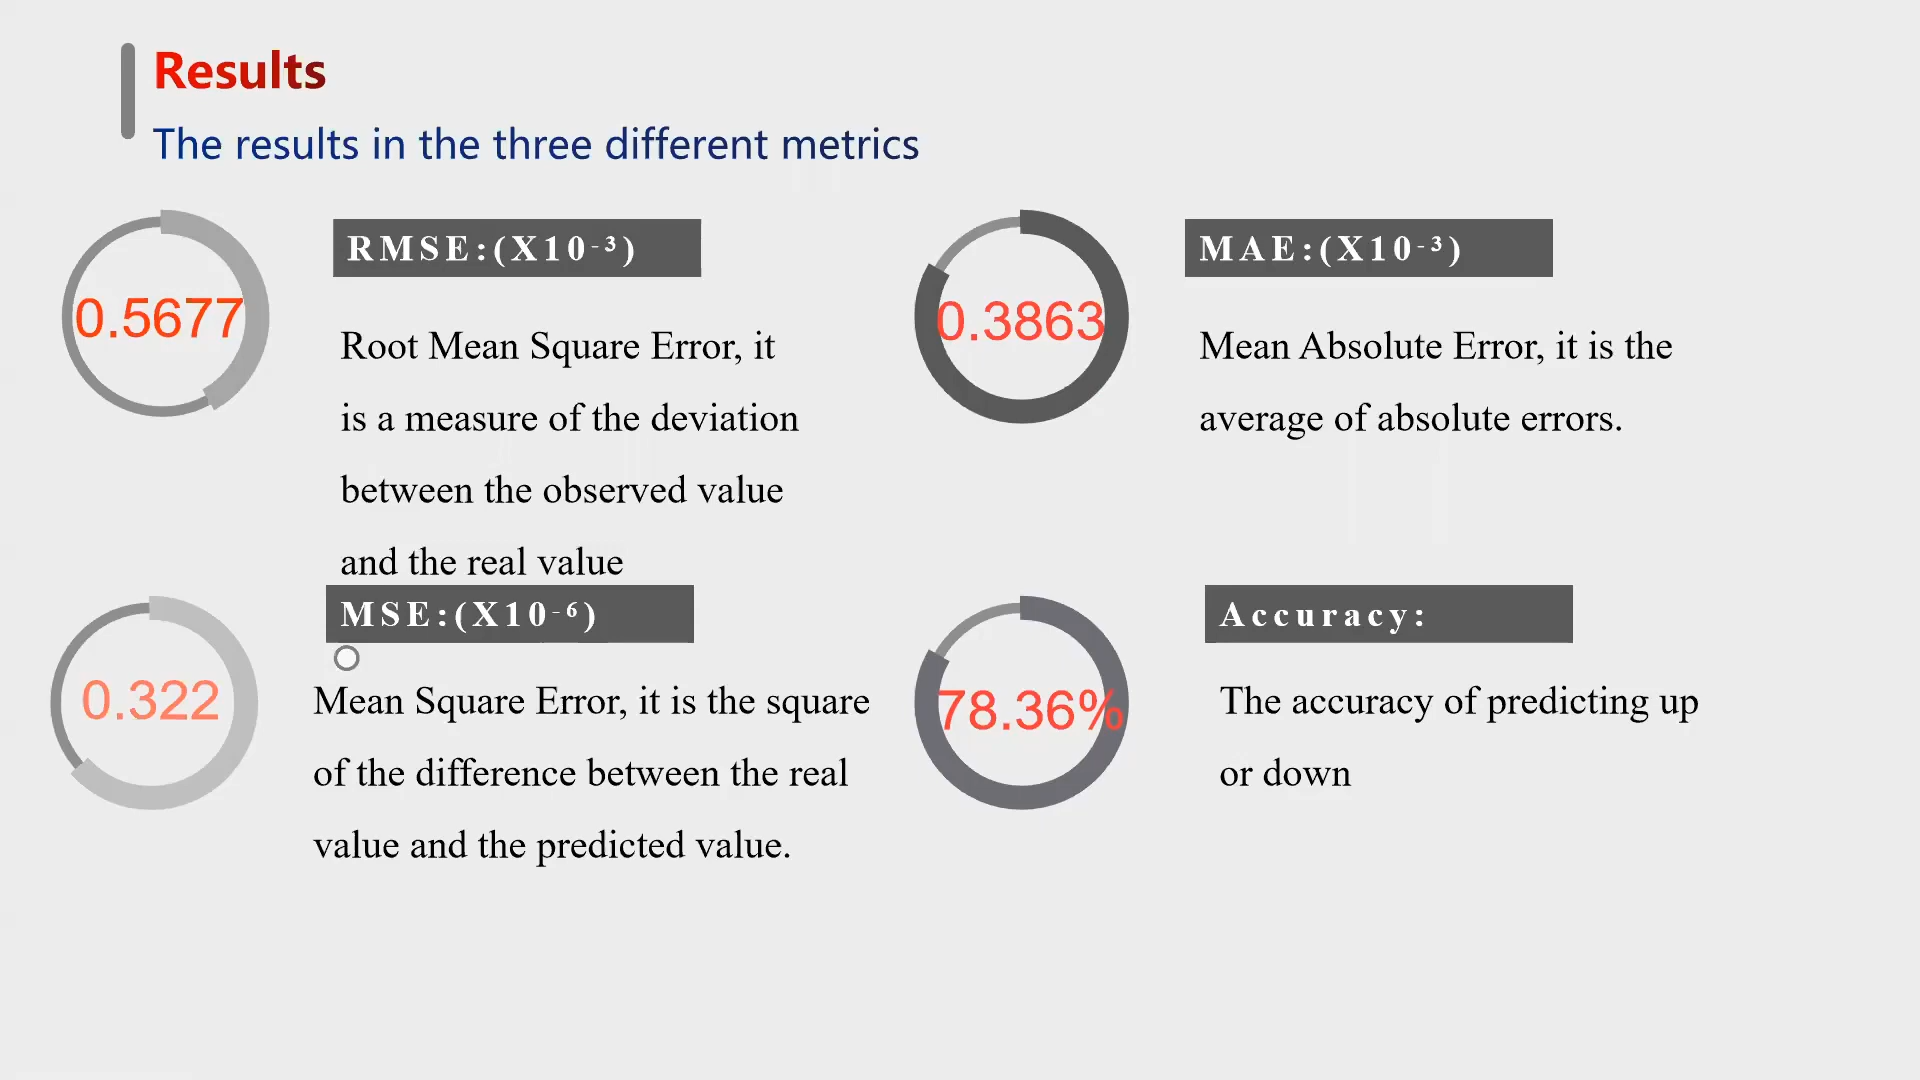 Results
The results in the three different metrics
0.5677
RMSE:(X10⁻³)
Root Mean Square Error, it
is a measure of the deviation
between the observed value
and the real value
0.3863
MAE:(X10⁻³)
Mean Absolute Error, it is the
average of absolute errors.
0.322
MSE:(X10⁻⁶)
Mean Square Error, it is the square
of the difference between the real
value and the predicted value.
78.36%
Accuracy:
The accuracy of predicting up
or down